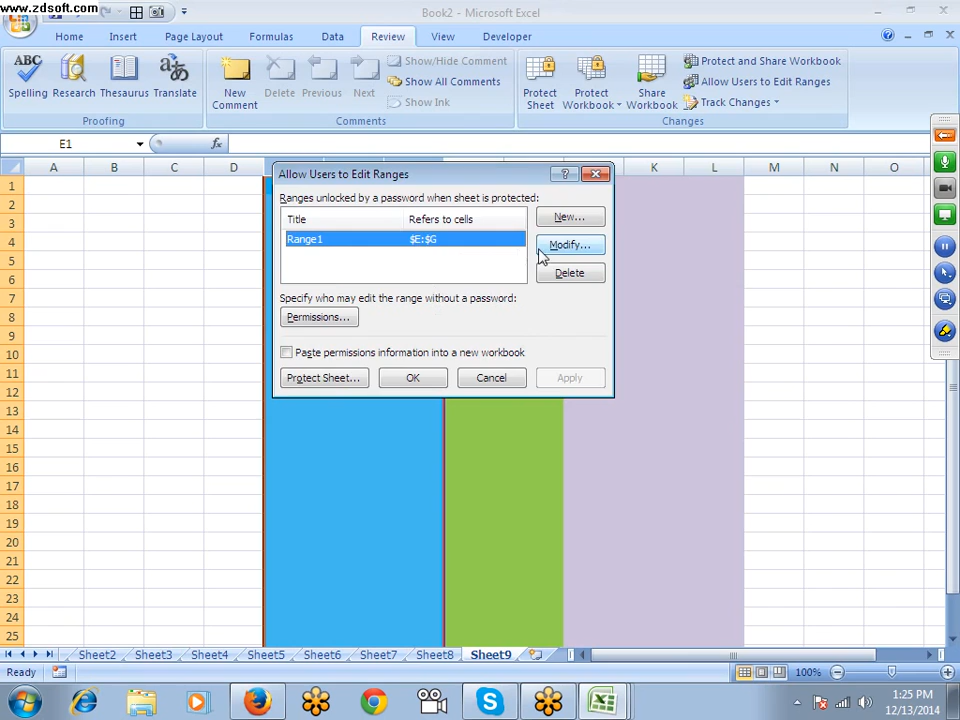 www.zdsoft.com
Book2 - Microsoft Excel
Home Insert Page Layout Formulas Data Review View Developer
ABC
Spelling Research Thesaurus Translate
Proofing
New Comment Delete Previous Next
Show/Hide Comment
Show All Comments
Show Ink
Comments
Protect Sheet Protect Workbook Share Workbook
Protect and Share Workbook
Allow Users to Edit Ranges
Track Changes
Changes
E1 fx
A B C D K L M N O
Allow Users to Edit Ranges ?
Ranges unlocked by a password when sheet is protected:
Title Refers to cells
Range1 $E:$G
New...
Modify...
Delete
Specify who may edit the range without a password:
Permissions...
Paste permissions information into a new workbook
Protect Sheet... OK Cancel Apply
1
2
3
4
5
6
7
8
9
10
11
12
13
14
15
16
17
18
19
20
21
22
23
24
25
Sheet2 Sheet3 Sheet4 Sheet5 Sheet6 Sheet7 Sheet8 Sheet9
Ready 100%
1:25 PM
12/13/2014